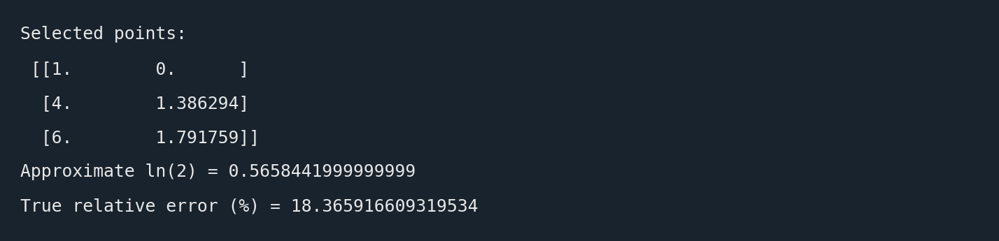 Selected points:
 [[1.        0.      ]
  [4.        1.386294]
  [6.        1.791759]]
Approximate ln(2) = 0.5658441999999999
True relative error (%) = 18.365916609319534